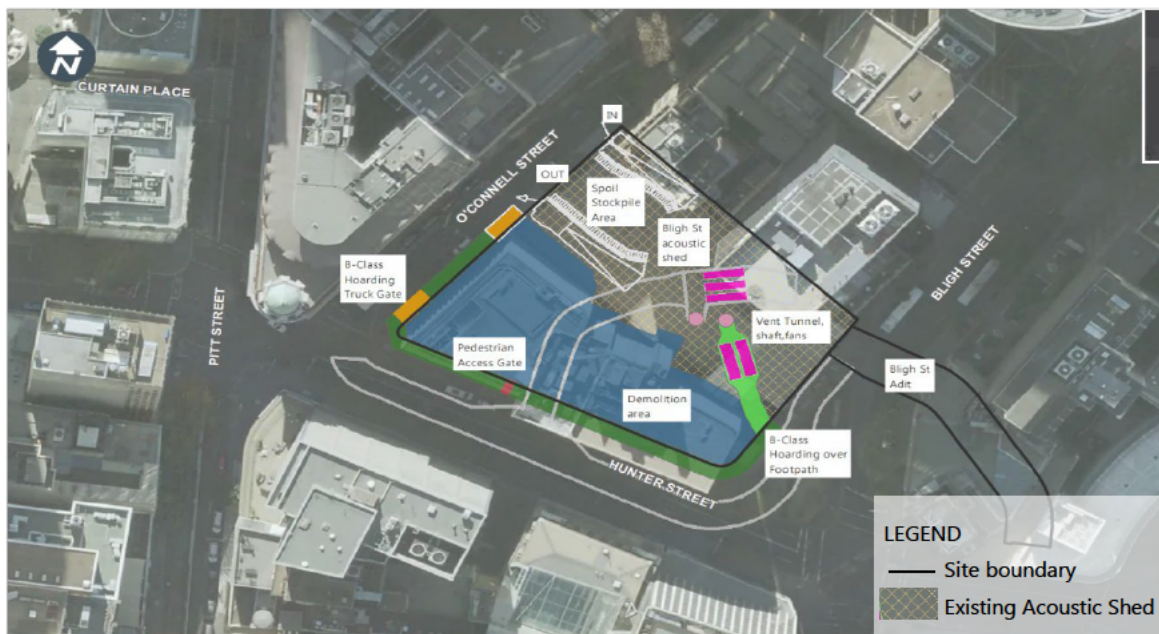 N
CURTAIN PLACE
IN
O'CONNELL STREET
OUT
Spoil
Stockpile
Area
Bligh St
acoustic
shed
BLIGH STREET
B-Class
Hoarding
Truck Gate
PITT STREET
Vent Tunnel,
shaft,fans
Pedestrian
Access Gate
Bligh St
Adit
Demolition
area
B-Class
Hoarding over
Footpath
HUNTER STREET
LEGEND
Site boundary
Existing Acoustic Shed